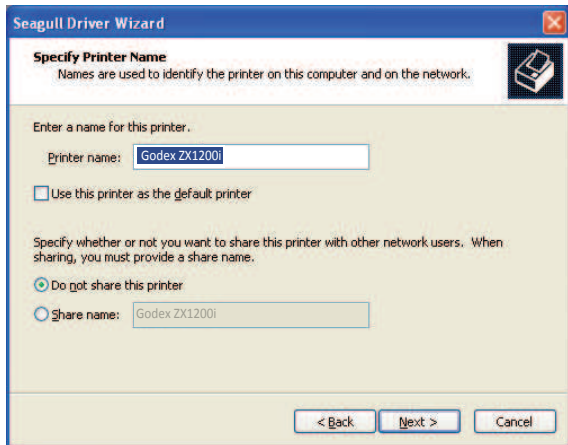 Seagull Driver Wizard
Specify Printer Name
Names are used to identify the printer on this computer and on the network.
Enter a name for this printer.
Printer name: Godex ZX1200i
Use this printer as the default printer
Specify whether or not you want to share this printer with other network users. When
sharing, you must provide a share name.
Do not share this printer
Share name: Godex ZX1200i
< Back Next > Cancel